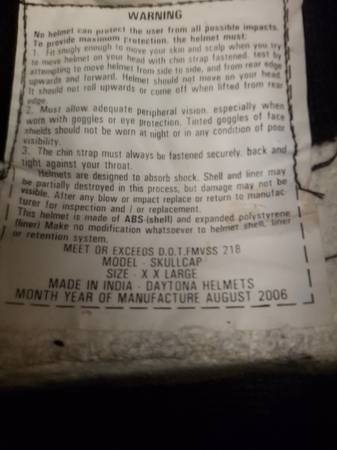 WARNING
No helmet can protect the user from all possible impacts.
To provide maximum protection, the helmet must:
1. Fit snugly enough to move your skin and scalp when you try
to move helmet on your head with chin strap fastened, test by
attempting to move helmet from side to side, and from rear edge
upwards and forward. Helmet should not move on your head.
It should not roll upwards or come off when lifted from rear
edge.
2. Must allow adequate peripheral vision, especially when
worn with goggles or eye protection. Tinted goggles of face
shields should not be worn at night or in any condition of poor
visibility.
3. The chin strap must always be fastened securely, back and
tight against your throat.
Helmets are designed to absorb shock. Shell and liner may
be partially destroyed in this process, but damage may not be
visible. After any blow or impact replace or return to manufac-
turer for inspection and / or replacement.
This helmet is made of ABS (shell) and expanded polystyrene
(liner) Make no modification whatsoever to helmet shell, liner
or retention system.
MEET OR EXCEEDS D.O.T.FMVSS 218
MODEL - SKULLCAP
SIZE - X X LARGE
MADE IN INDIA - DAYTONA HELMETS
MONTH YEAR OF MANUFACTURE AUGUST 2006